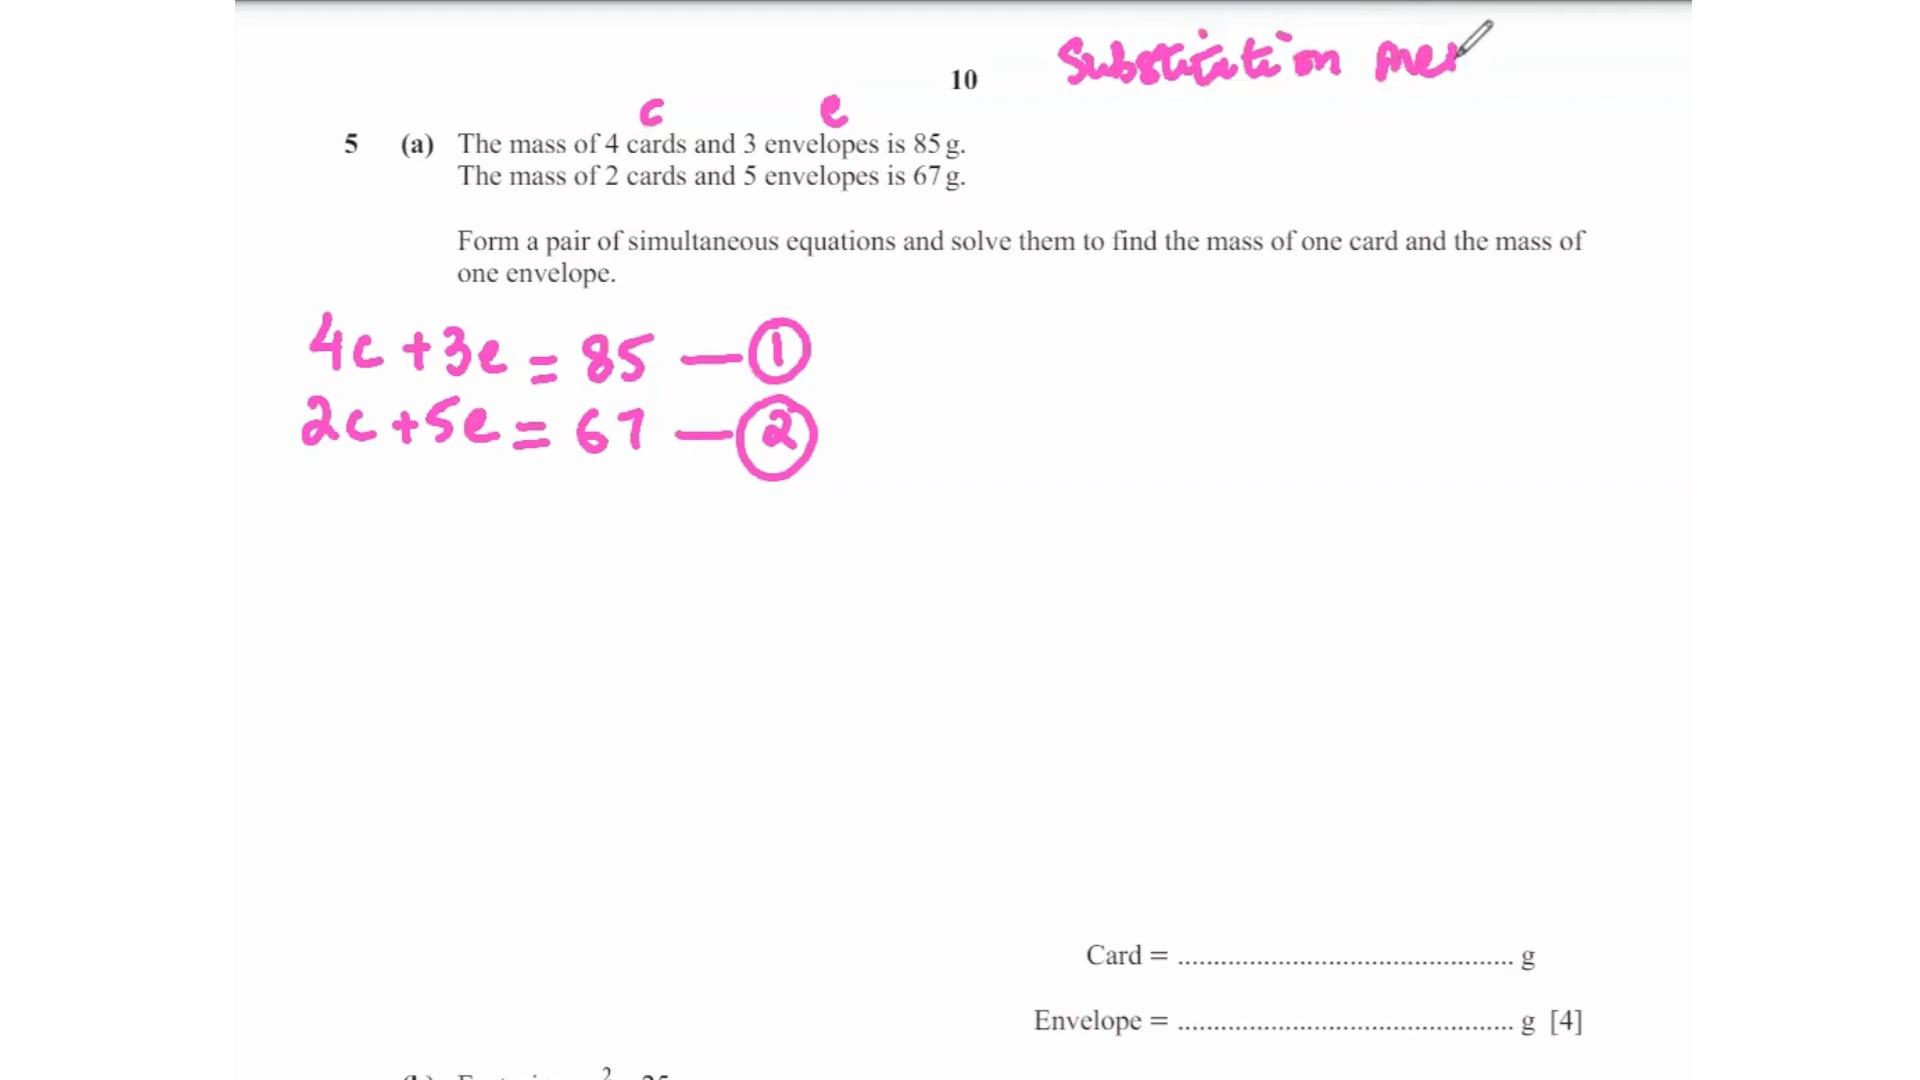 Substitution
10
c e
5 (a) The mass of 4 cards and 3 envelopes is 85 g.
The mass of 2 cards and 5 envelopes is 67 g.
Form a pair of simultaneous equations and solve them to find the mass of one card and the mass of
one envelope.
4c + 3e = 85 — ①
2c + 5e = 67 — ②
Card = ................................................ g
Envelope = ................................................ g [4]